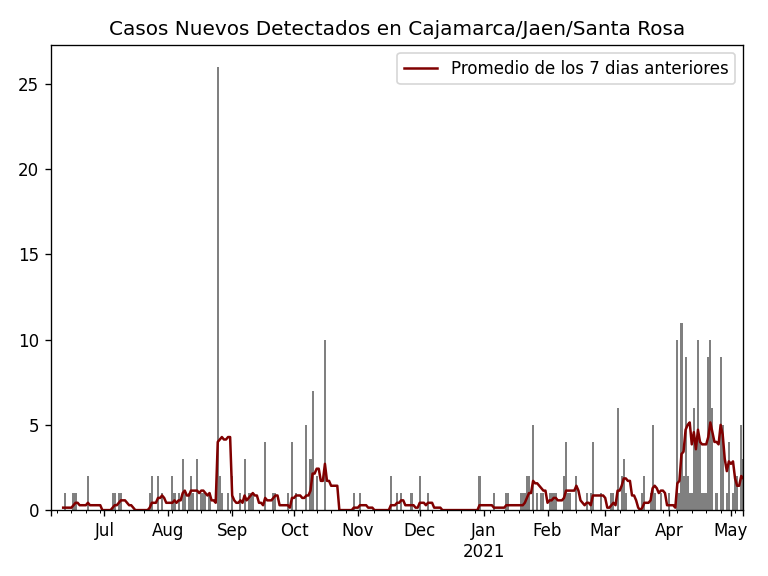 Casos Nuevos Detectados en Cajamarca/Jaen/Santa Rosa
Promedio de los 7 dias anteriores
25
20
15
10
5
0
Jul Aug Sep Oct Nov Dec Jan Feb Mar Apr May
2021